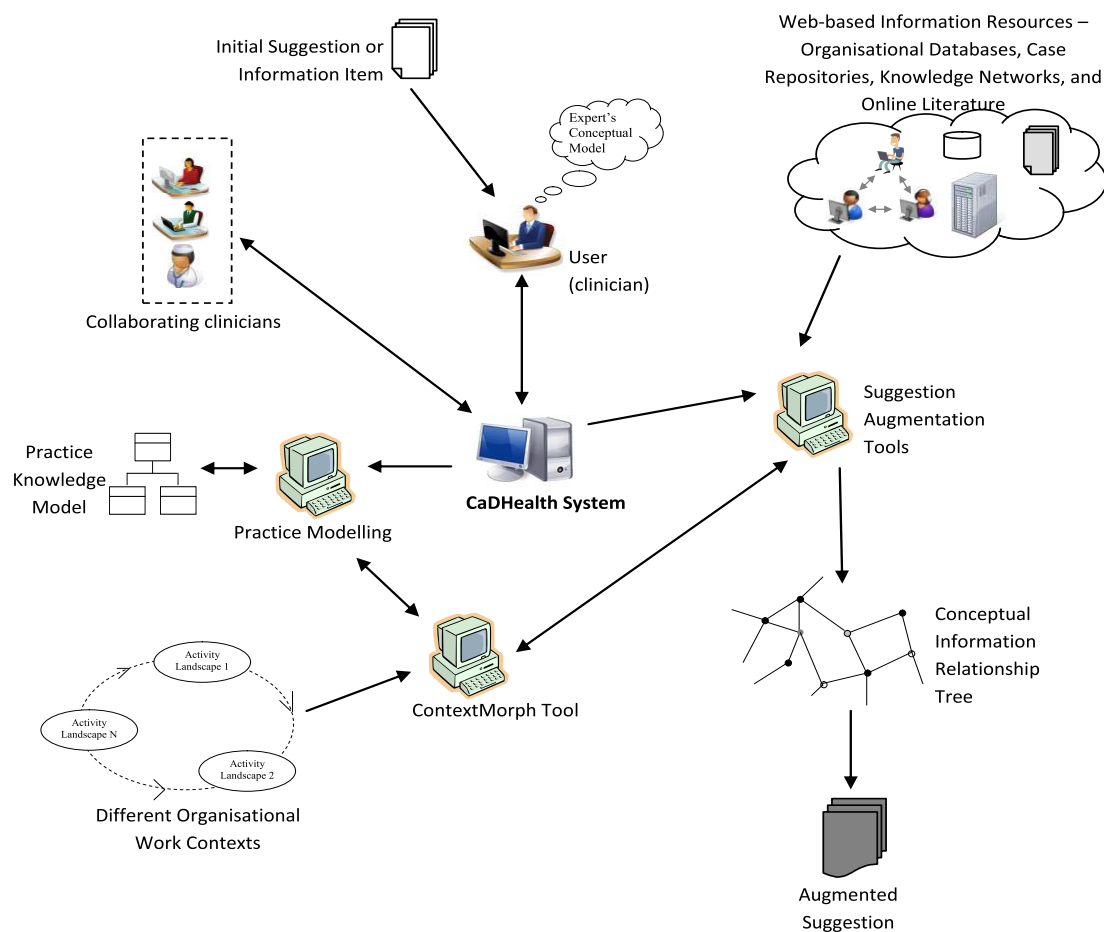 Initial Suggestion or
Information Item
Web-based Information Resources –
Organisational Databases, Case
Repositories, Knowledge Networks, and
Online Literature
Expert's
Conceptual
Model
User
(clinician)
Collaborating clinicians
Suggestion
Augmentation
Tools
Practice
Knowledge
Model
CaDHealth System
Practice Modelling
Conceptual
Information
Relationship
Tree
ContextMorph Tool
Activity
Landscape 1
Activity
Landscape N
Activity
Landscape 2
Different Organisational
Work Contexts
Augmented
Suggestion